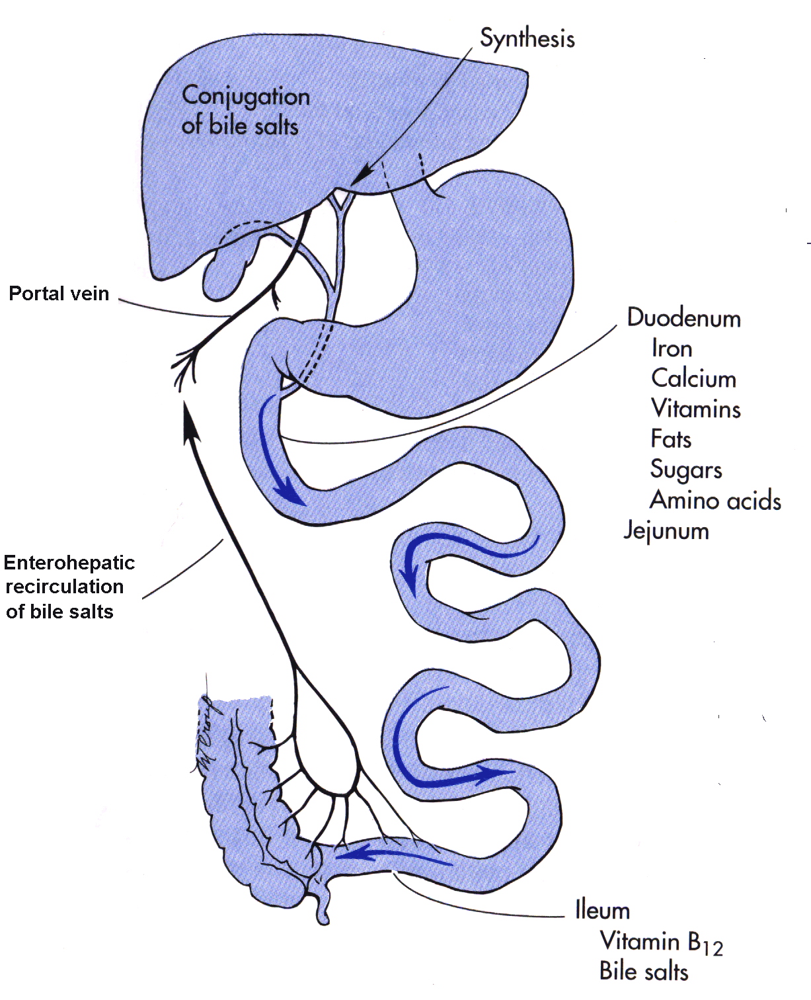 Synthesis
Conjugation
of bile salts
Portal vein
Duodenum
Iron
Calcium
Vitamins
Fats
Sugars
Amino acids
Jejunum
Enterohepatic
recirculation
of bile salts
Ileum
Vitamin B12
Bile salts